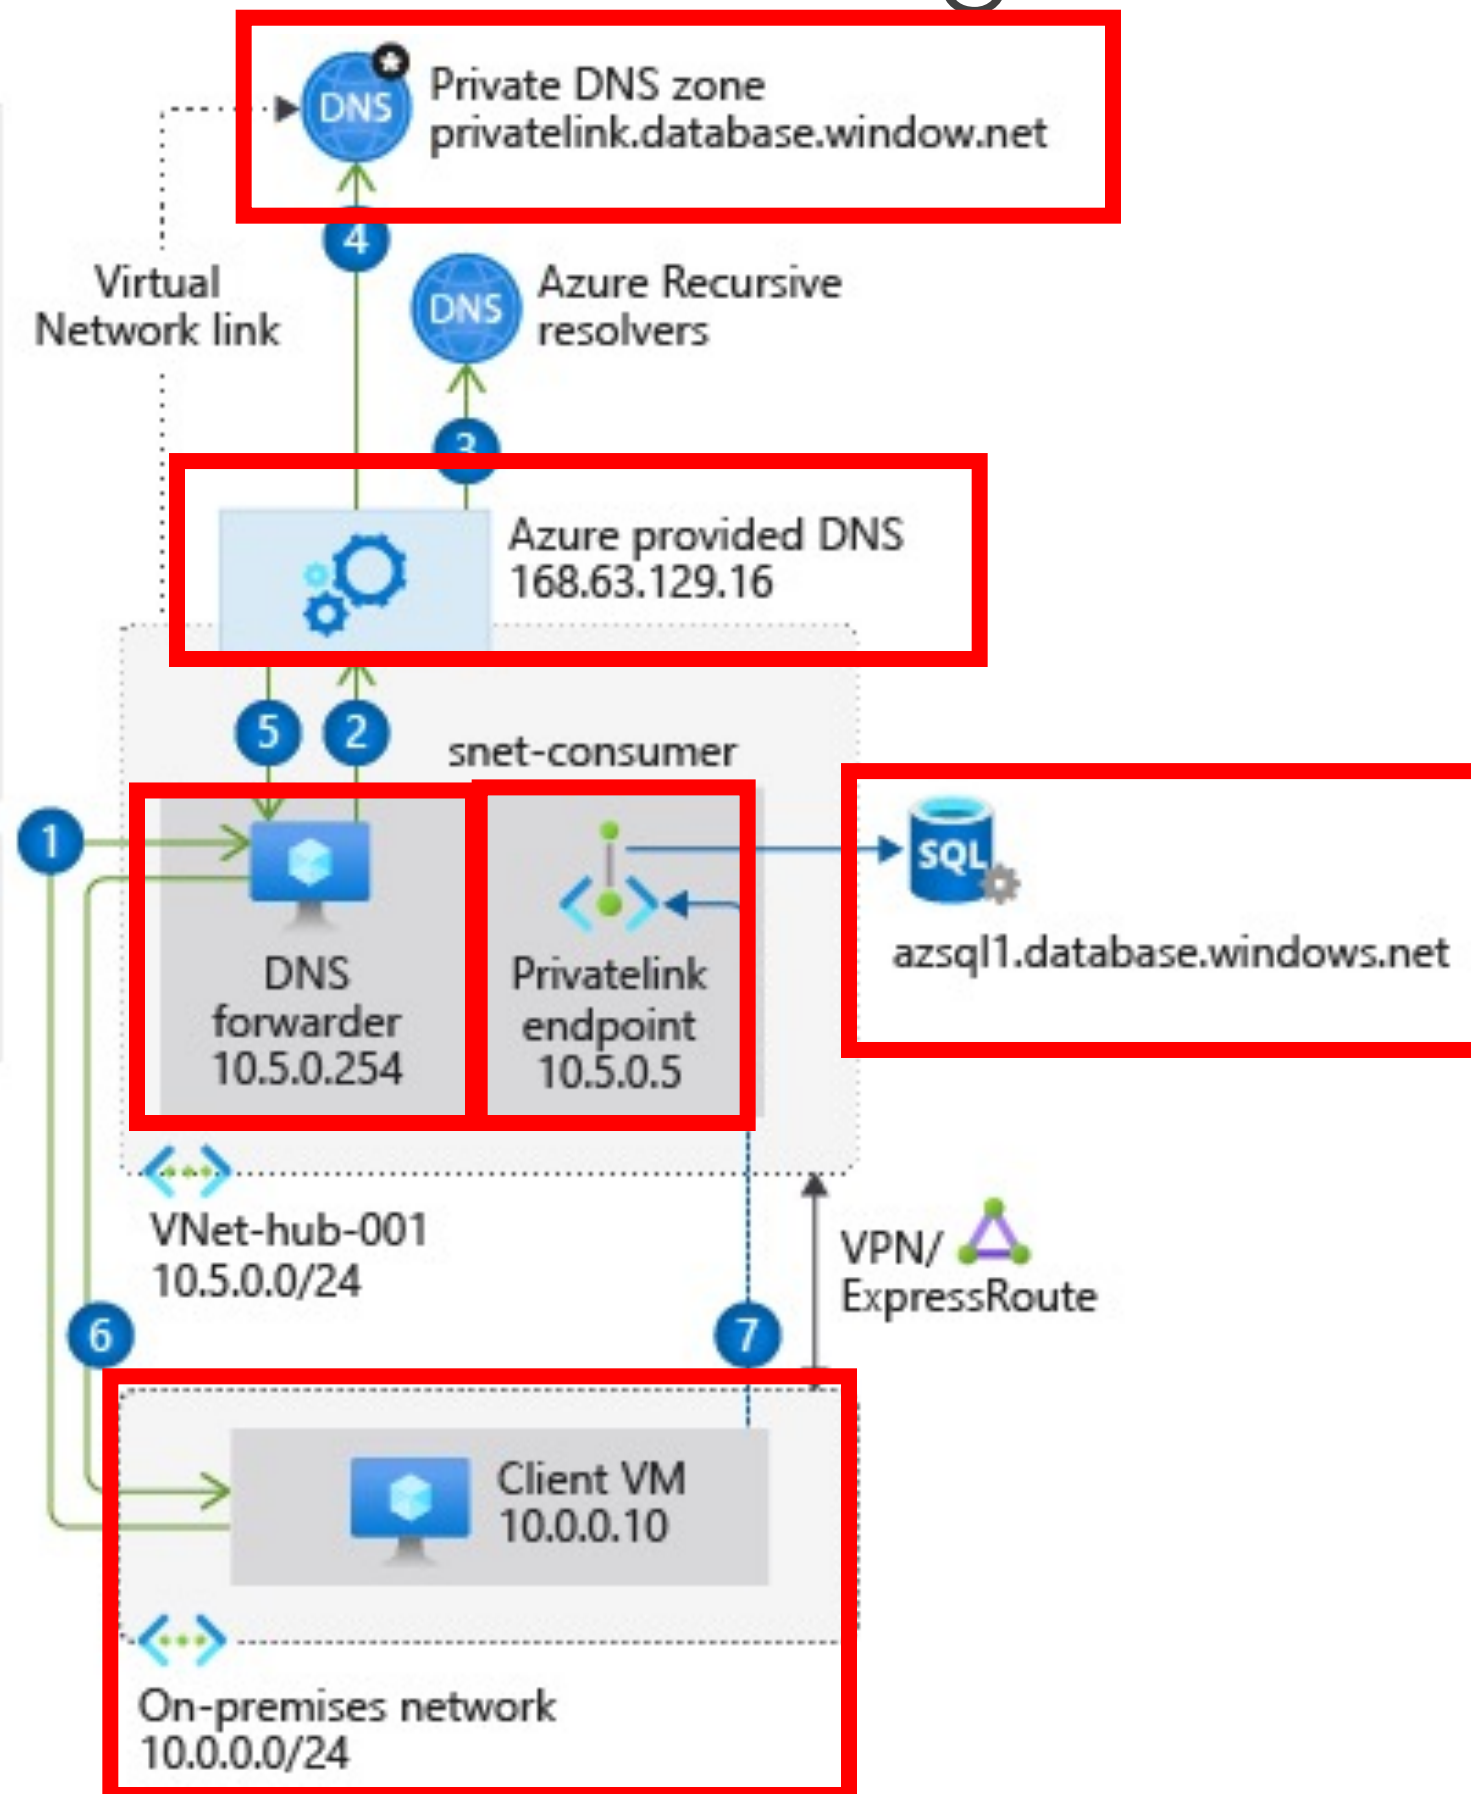 DNS
Private DNS zone
privatelink.database.window.net
4
Virtual
Network link
DNS
Azure Recursive
resolvers
3
Azure provided DNS
168.63.129.16
5
2
snet-consumer
1
DNS
forwarder
10.5.0.254
Privatelink
endpoint
10.5.0.5
SQL
azsql1.database.windows.net
VNet-hub-001
10.5.0.0/24
VPN/
ExpressRoute
6
7
Client VM
10.0.0.10
On-premises network
10.0.0.0/24